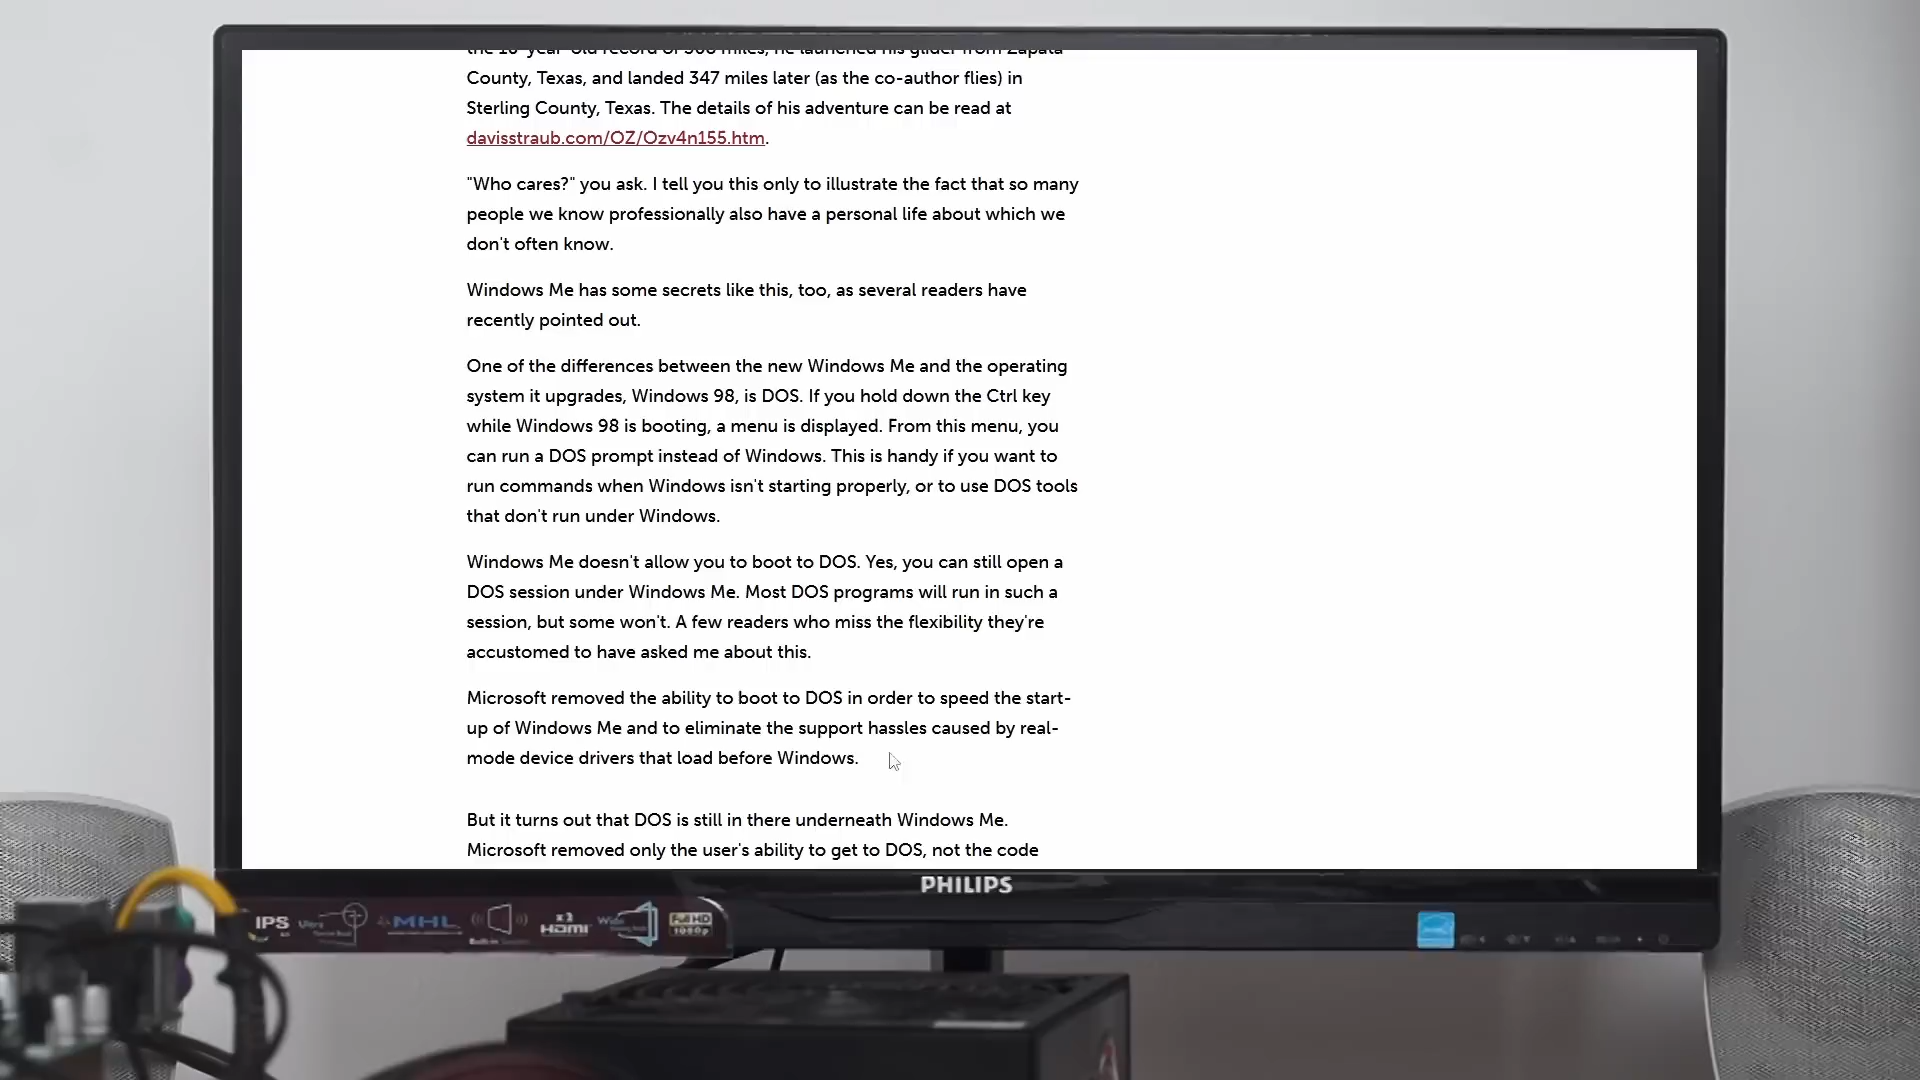 County, Texas, and landed 347 miles later (as the co-author flies) in
Sterling County, Texas. The details of his adventure can be read at
davisstraub.com/OZ/Ozv4n155.htm.
"Who cares?" you ask. I tell you this only to illustrate the fact that so many
people we know professionally also have a personal life about which we
don't often know.
Windows Me has some secrets like this, too, as several readers have
recently pointed out.
One of the differences between the new Windows Me and the operating
system it upgrades, Windows 98, is DOS. If you hold down the Ctrl key
while Windows 98 is booting, a menu is displayed. From this menu, you
can run a DOS prompt instead of Windows. This is handy if you want to
run commands when Windows isn't starting properly, or to use DOS tools
that don't run under Windows.
Windows Me doesn't allow you to boot to DOS. Yes, you can still open a
DOS session under Windows Me. Most DOS programs will run in such a
session, but some won't. A few readers who miss the flexibility they're
accustomed to have asked me about this.
Microsoft removed the ability to boot to DOS in order to speed the start-
up of Windows Me and to eliminate the support hassles caused by real-
mode device drivers that load before Windows.
But it turns out that DOS is still in there underneath Windows Me.
Microsoft removed only the user's ability to get to DOS, not the code
PHILIPS
IPS MHL x2 HDMI Full HD 1080p